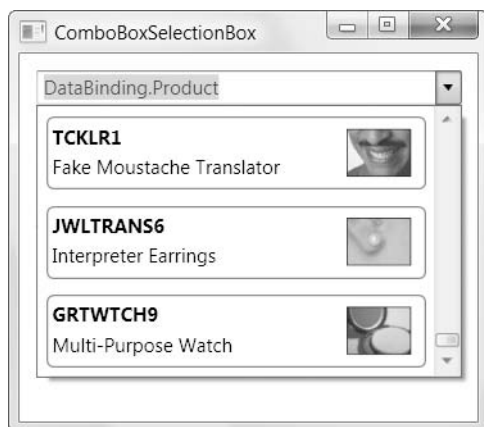 ComboBoxSelectionBox
DataBinding.Product
TCKLR1
Fake Moustache Translator
JWLTRANS6
Interpreter Earrings
GRTWTCH9
Multi-Purpose Watch